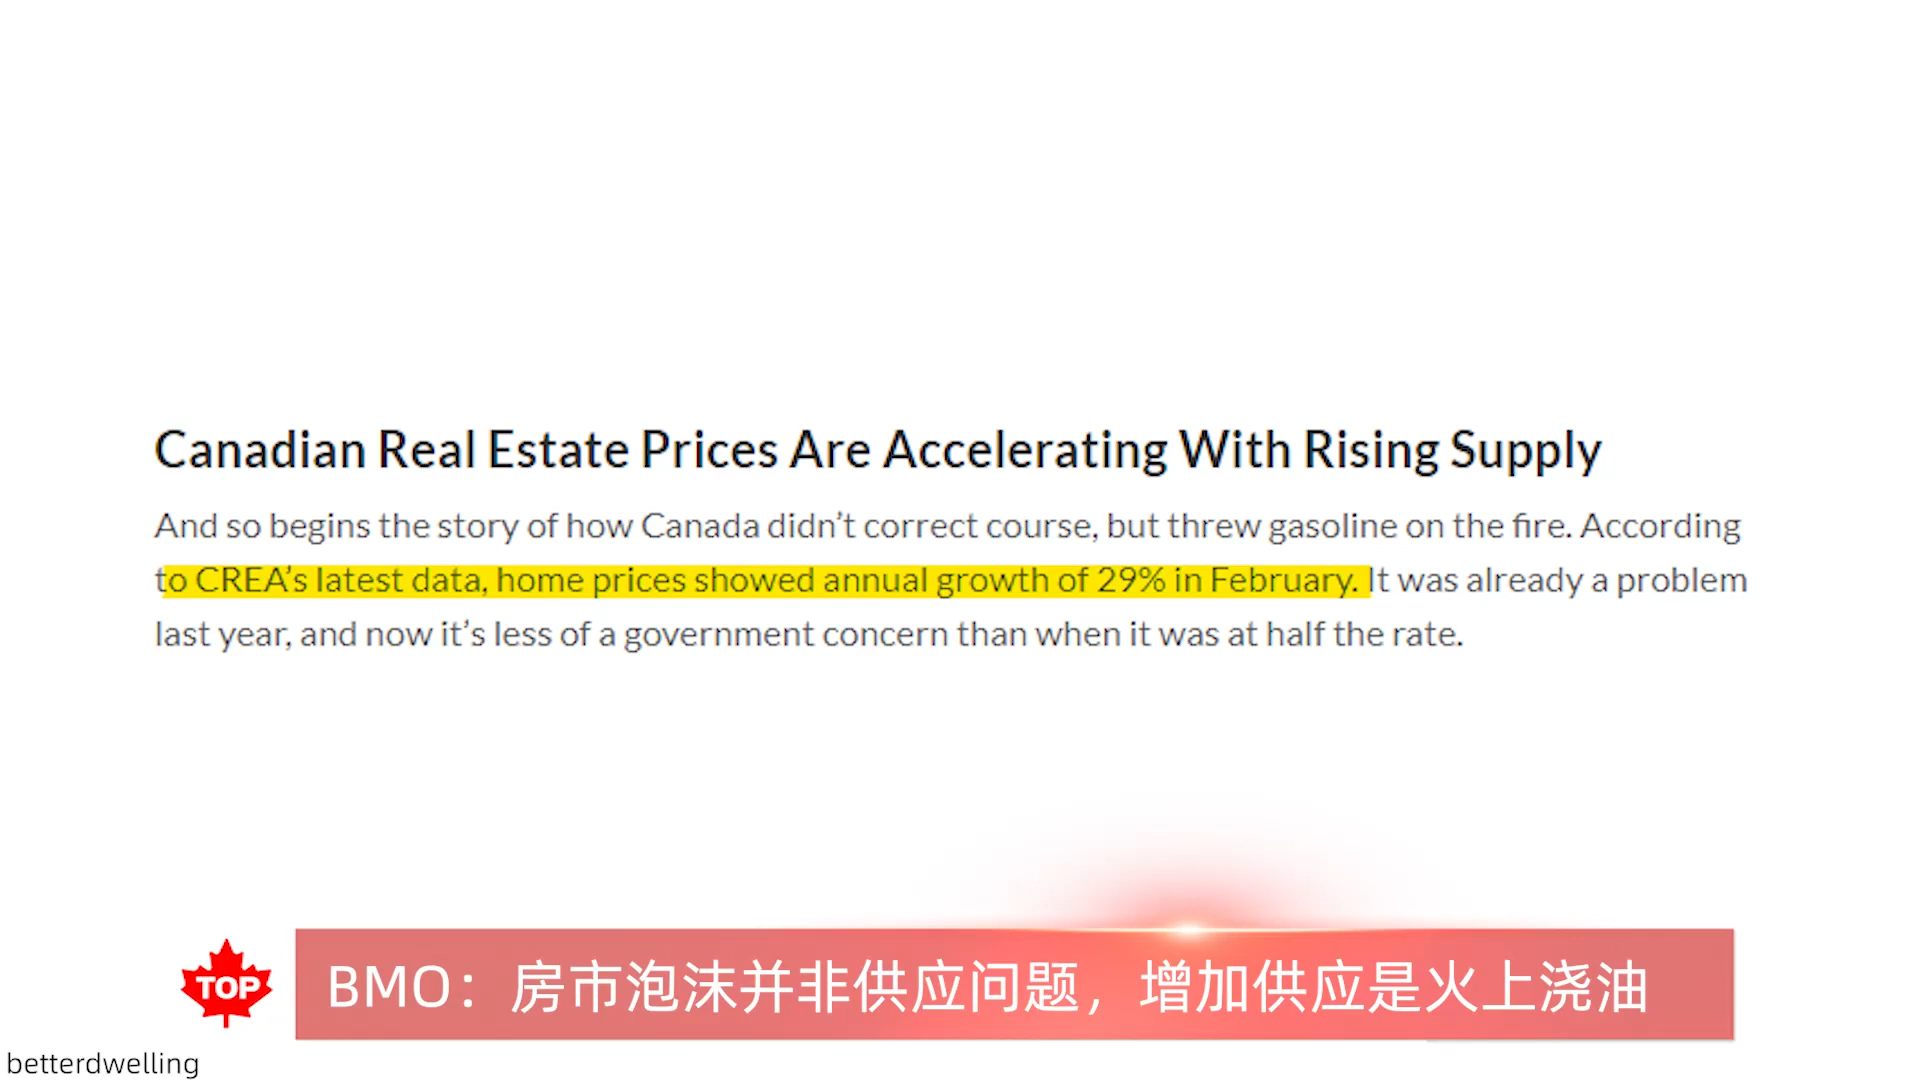 Canadian Real Estate Prices Are Accelerating With Rising Supply
And so begins the story of how Canada didn’t correct course, but threw gasoline on the fire. According
to CREA’s latest data, home prices showed annual growth of 29% in February. It was already a problem
last year, and now it’s less of a government concern than when it was at half the rate.
TOP
BMO：房市泡沫并非供应问题，增加供应是火上浇油
betterdwelling